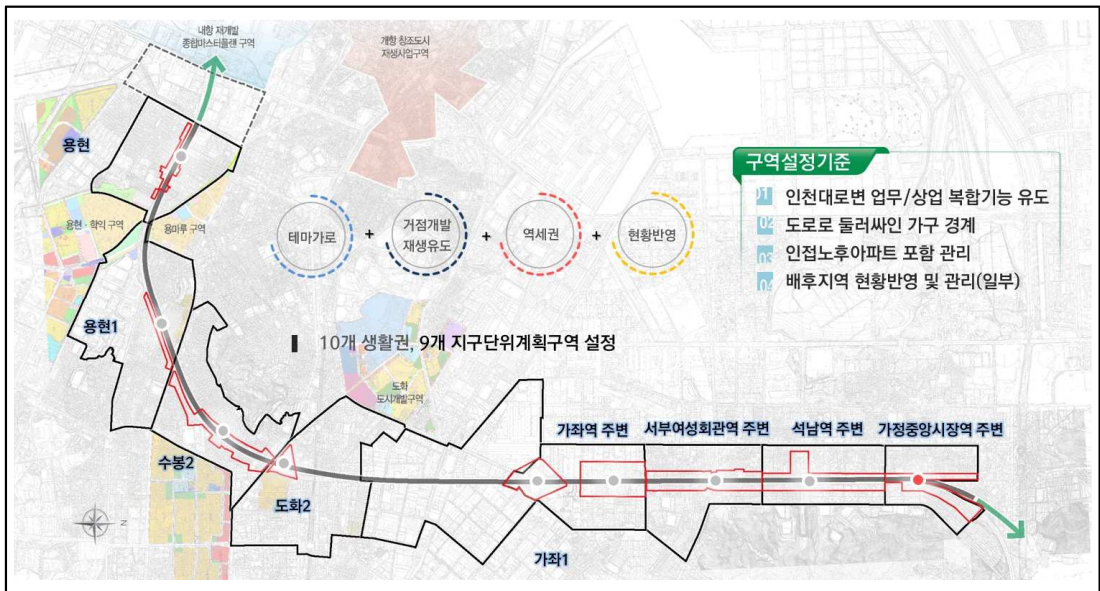 내항 재개발
종합마스터플랜 구역
개항 창조도시
재생사업구역
용현
용현·학익 구역
용마루 구역
테마가로
+
거점개발
재생유도
+
역세권
+
현황반영
구역설정기준
01 인천대로변 업무/상업 복합기능 유도
02 도로로 둘러싸인 가구 경계
03 인접노후아파트 포함 관리
04 배후지역 현황반영 및 관리(일부)
용현1
10개 생활권, 9개 지구단위계획구역 설정
도화
도시개발구역
가좌역 주변
서부여성회관역 주변
석남역 주변
가정중앙시장역 주변
수봉2
도화2
가좌1
N